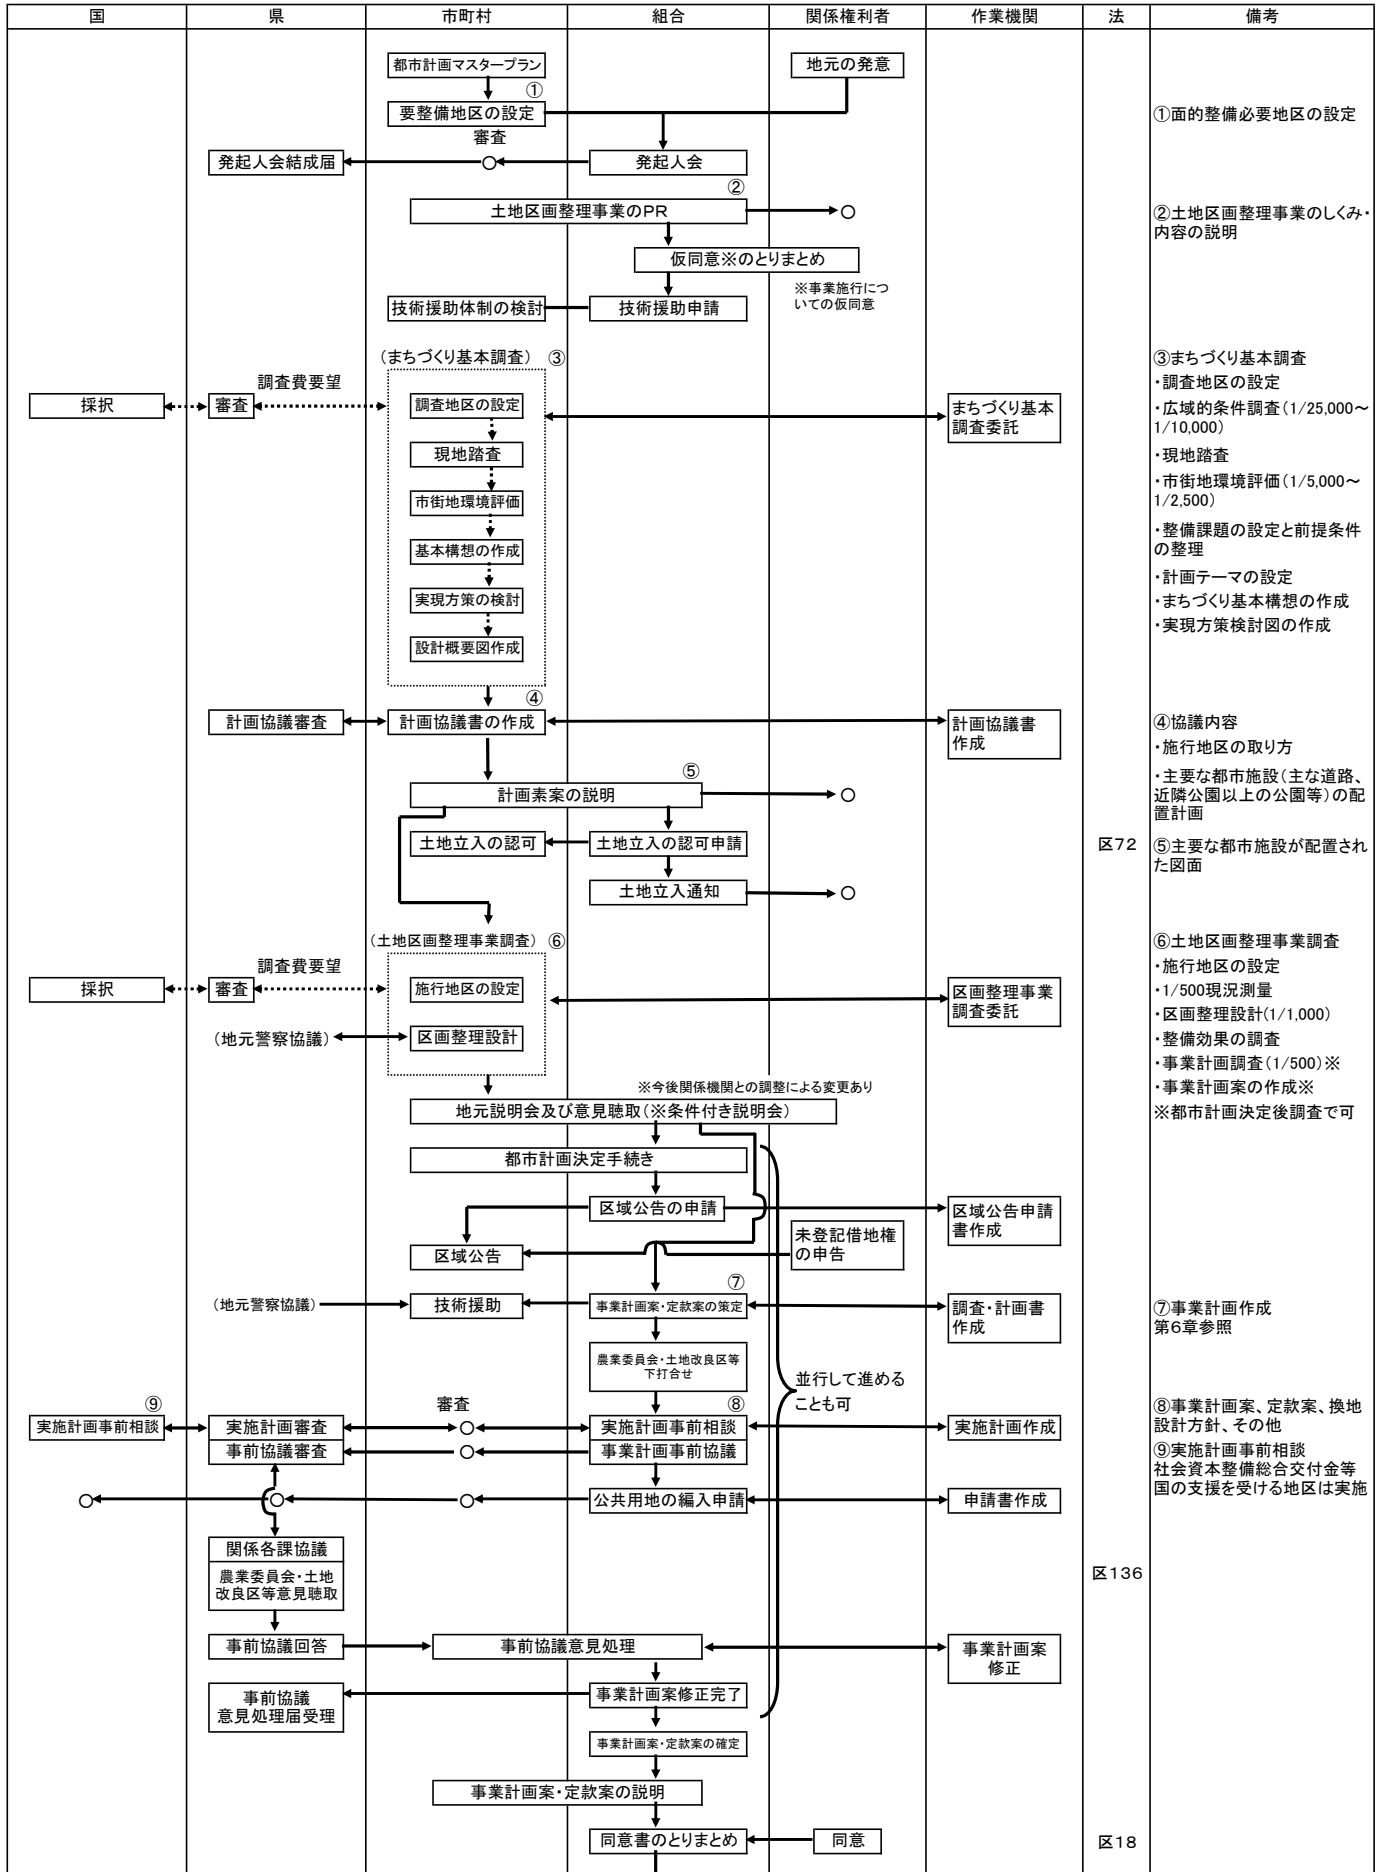 国
県
市町村
組合
関係権利者
作業機関
法
備考
都市計画マスタープラン
地元の発意
①
要整備地区の設定
①面的整備必要地区の設定
審査
発起人会結成届
○
発起人会
②
土地区画整理事業のPR
○
②土地区画整理事業のしくみ・
内容の説明
仮同意※のとりまとめ
※事業施行につ
いての仮同意
技術援助体制の検討
技術援助申請
(まちづくり基本調査)
③
③まちづくり基本調査
・調査地区の設定
調査費要望
採択
審査
調査地区の設定
まちづくり基本
調査委託
・広域的条件調査(1/25,000～
1/10,000)
現地踏査
・現地踏査
市街地環境評価
・市街地環境評価(1/5,000～
1/2,500)
基本構想の作成
・整備課題の設定と前提条件
の整理
・計画テーマの設定
実現方策の検討
・まちづくり基本構想の作成
・実現方策検討図の作成
設計概要図作成
④
計画協議審査
計画協議書の作成
計画協議書
作成
④協議内容
・施行地区の取り方
⑤
計画素案の説明
○
・主要な都市施設(主な道路、
近隣公園以上の公園等)の配
置計画
土地立入の認可
土地立入の認可申請
区72
⑤主要な都市施設が配置され
た図面
土地立入通知
○
(土地区画整理事業調査)
⑥
⑥土地区画整理事業調査
調査費要望
・施行地区の設定
採択
審査
施行地区の設定
区画整理事業
調査委託
・1/500現況測量
・区画整理設計(1/1,000)
(地元警察協議)
区画整理設計
・整備効果の調査
・事業計画調査(1/500)※
・事業計画案の作成※
※今後関係機関との調整による変更あり
地元説明会及び意見聴取(※条件付き説明会)
※都市計画決定後調査で可
都市計画決定手続き
区域公告の申請
区域公告申請
書作成
未登記借地権
の申告
区域公告
⑦
(地元警察協議)
技術援助
事業計画案・定款案の策定
調査・計画書
作成
⑦事業計画作成
第6章参照
農業委員会・土地改良区等
下打合せ
並行して進める
ことも可
⑨
審査
⑧
実施計画事前相談
実施計画審査
○
実施計画事前相談
実施計画作成
⑧事業計画案、定款案、換地
設計方針、その他
事前協議審査
○
事業計画事前協議
⑨実施計画事前相談
社会資本整備総合交付金等
国の支援を受ける地区は実施
○
○
○
公共用地の編入申請
申請書作成
関係各課協議
農業委員会・土地
改良区等意見聴取
区136
事前協議回答
事前協議意見処理
事業計画案
修正
事前協議
意見処理届受理
事業計画案修正完了
事業計画案・定款案の確定
事業計画案・定款案の説明
同意書のとりまとめ
同意
区18